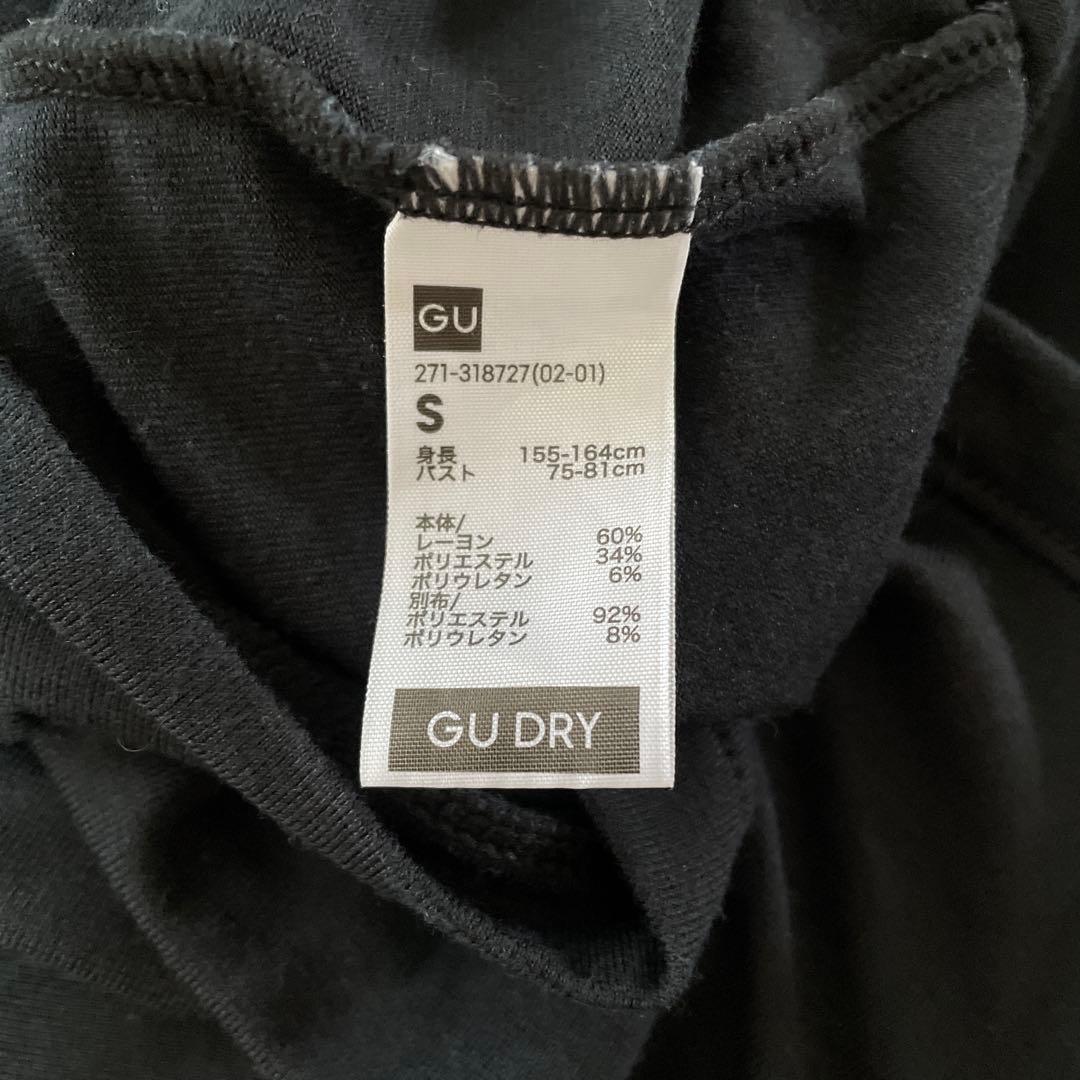 GU
271-318727(02-01)
S
身長 155-164cm
バスト 75-81cm
本体/
レーヨン 60%
ポリエステル 34%
ポリウレタン 6%
別布/
ポリエステル 92%
ポリウレタン 8%
GU DRY